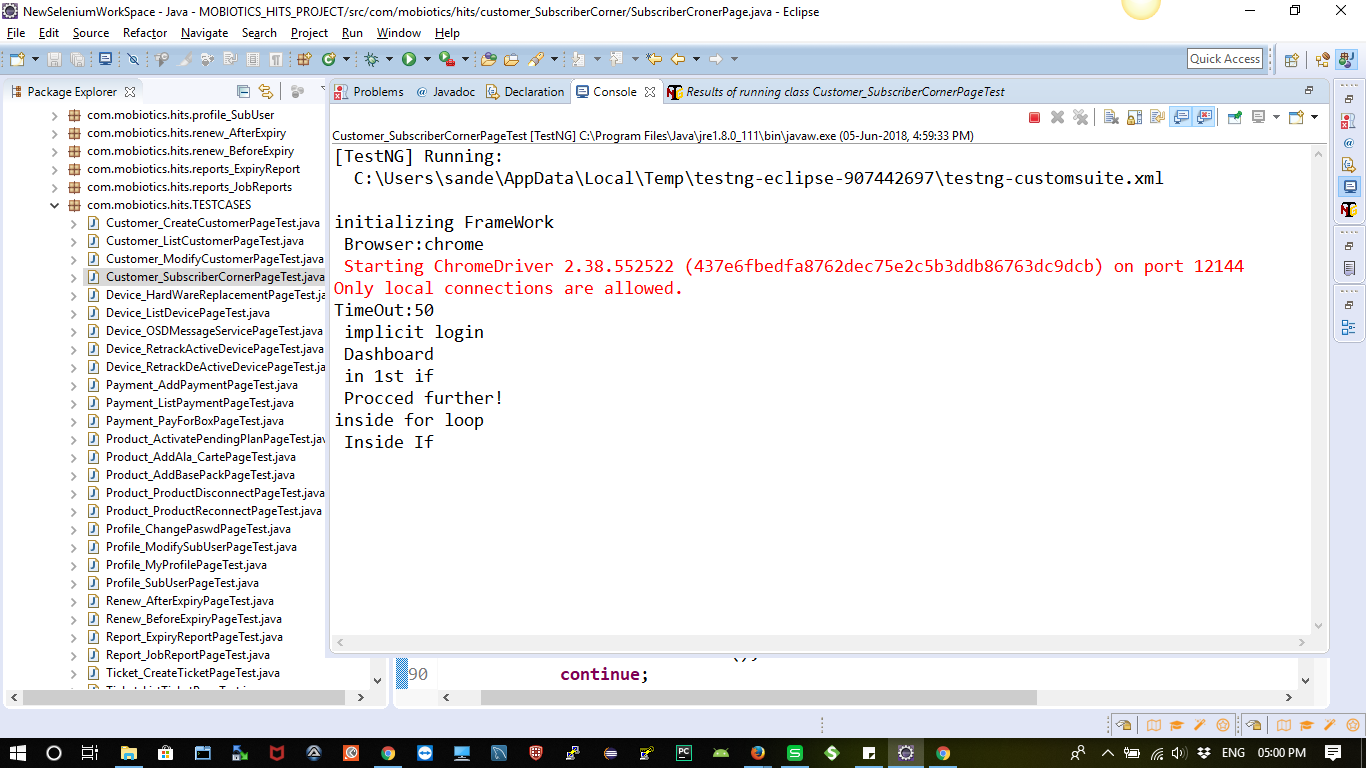 NewSeleniumWorkSpace - Java - MOBIOTICS_HITS_PROJECT/src/com/mobiotics/hits/customer_SubscriberCorner/SubscriberCronerPage.java - Eclipse
File Edit Source Refactor Navigate Search Project Run Window Help
Quick Access
Package Explorer
Problems @ Javadoc Declaration Console Results of running class Customer_SubscriberCornerPageTest
com.mobiotics.hits.profile_SubUser
com.mobiotics.hits.renew_AfterExpiry
com.mobiotics.hits.renew_BeforeExpiry
com.mobiotics.hits.reports_ExpiryReport
com.mobiotics.hits.reports_JobReports
com.mobiotics.hits.TESTCASES
Customer_CreateCustomerPageTest.java
Customer_ListCustomerPageTest.java
Customer_ModifyCustomerPageTest.java
Customer_SubscriberCornerPageTest.java
Device_HardWareReplacementPageTest.ja
Device_ListDevicePageTest.java
Device_OSDMessageServicePageTest.java
Device_RetrackActiveDevicePageTest.java
Device_RetrackDeActiveDevicePageTest.ja
Payment_AddPaymentPageTest.java
Payment_ListPaymentPageTest.java
Payment_PayForBoxPageTest.java
Product_ActivatePendingPlanPageTest.jav
Product_AddAla_CartePageTest.java
Product_AddBasePackPageTest.java
Product_ProductDisconnectPageTest.java
Product_ProductReconnectPageTest.java
Profile_ChangePaswdPageTest.java
Profile_ModifySubUserPageTest.java
Profile_MyProfilePageTest.java
Profile_SubUserPageTest.java
Renew_AfterExpiryPageTest.java
Renew_BeforeExpiryPageTest.java
Report_ExpiryReportPageTest.java
Report_JobReportPageTest.java
Ticket_CreateTicketPageTest.java
Customer_SubscriberCornerPageTest [TestNG] C:\Program Files\Java\jre1.8.0_111\bin\javaw.exe (05-Jun-2018, 4:59:33 PM)
[TestNG] Running:
C:\Users\sande\AppData\Local\Temp\testng-eclipse-907442697\testng-customsuite.xml
initializing FrameWork
Browser:chrome
Starting ChromeDriver 2.38.552522 (437e6fbedfa8762dec75e2c5b3ddb86763dc9dcb) on port 12144
Only local connections are allowed.
TimeOut:50
implicit login
Dashboard
in 1st if
Procced further!
inside for loop
Inside If
90 continue;
ENG 05:00 PM